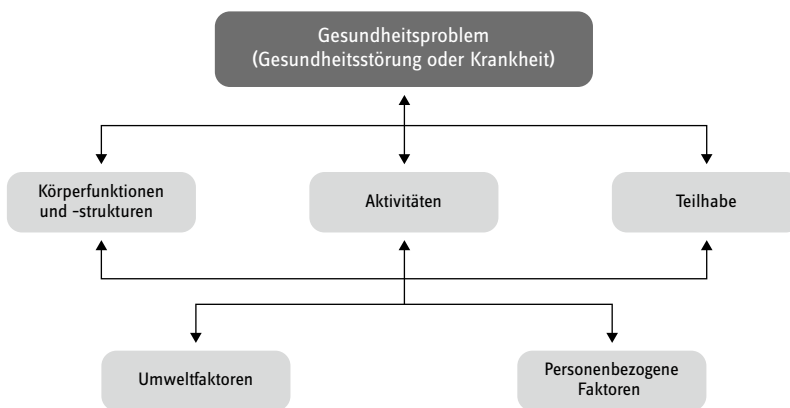 Gesundheitsproblem
(Gesundheitsstörung oder Krankheit)
Körperfunktionen
und -strukturen
Aktivitäten
Teilhabe
Umweltfaktoren
Personenbezogene
Faktoren